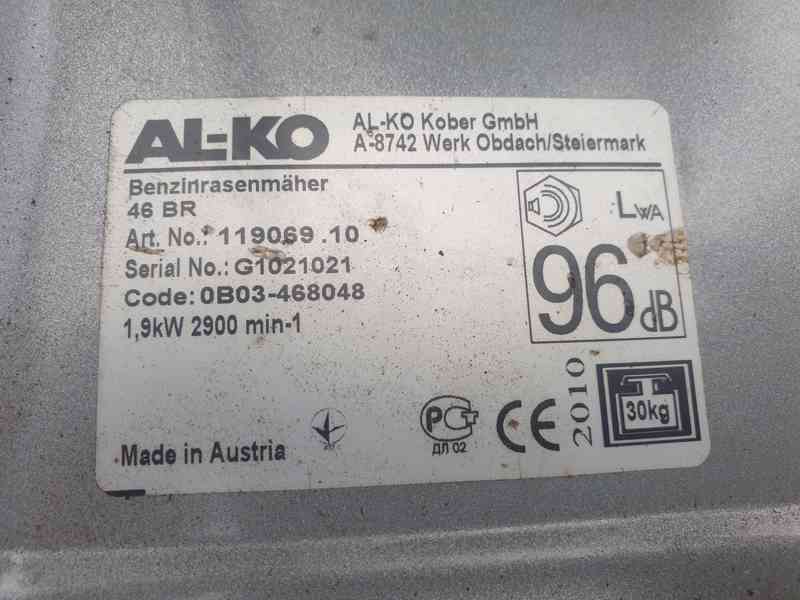 AL-KO
AL-KO Kober GmbH
A-8742 Werk Obdach/Steiermark
Benzinrasenmäher
46 BR
Art. No.: 119069 .10
Serial No.: G1021021
Code: 0B03-468048
1,9kW 2900 min-1
LWA
96 dB
Made in Austria
РСТ
ДЛ 02
CE
2010
30kg